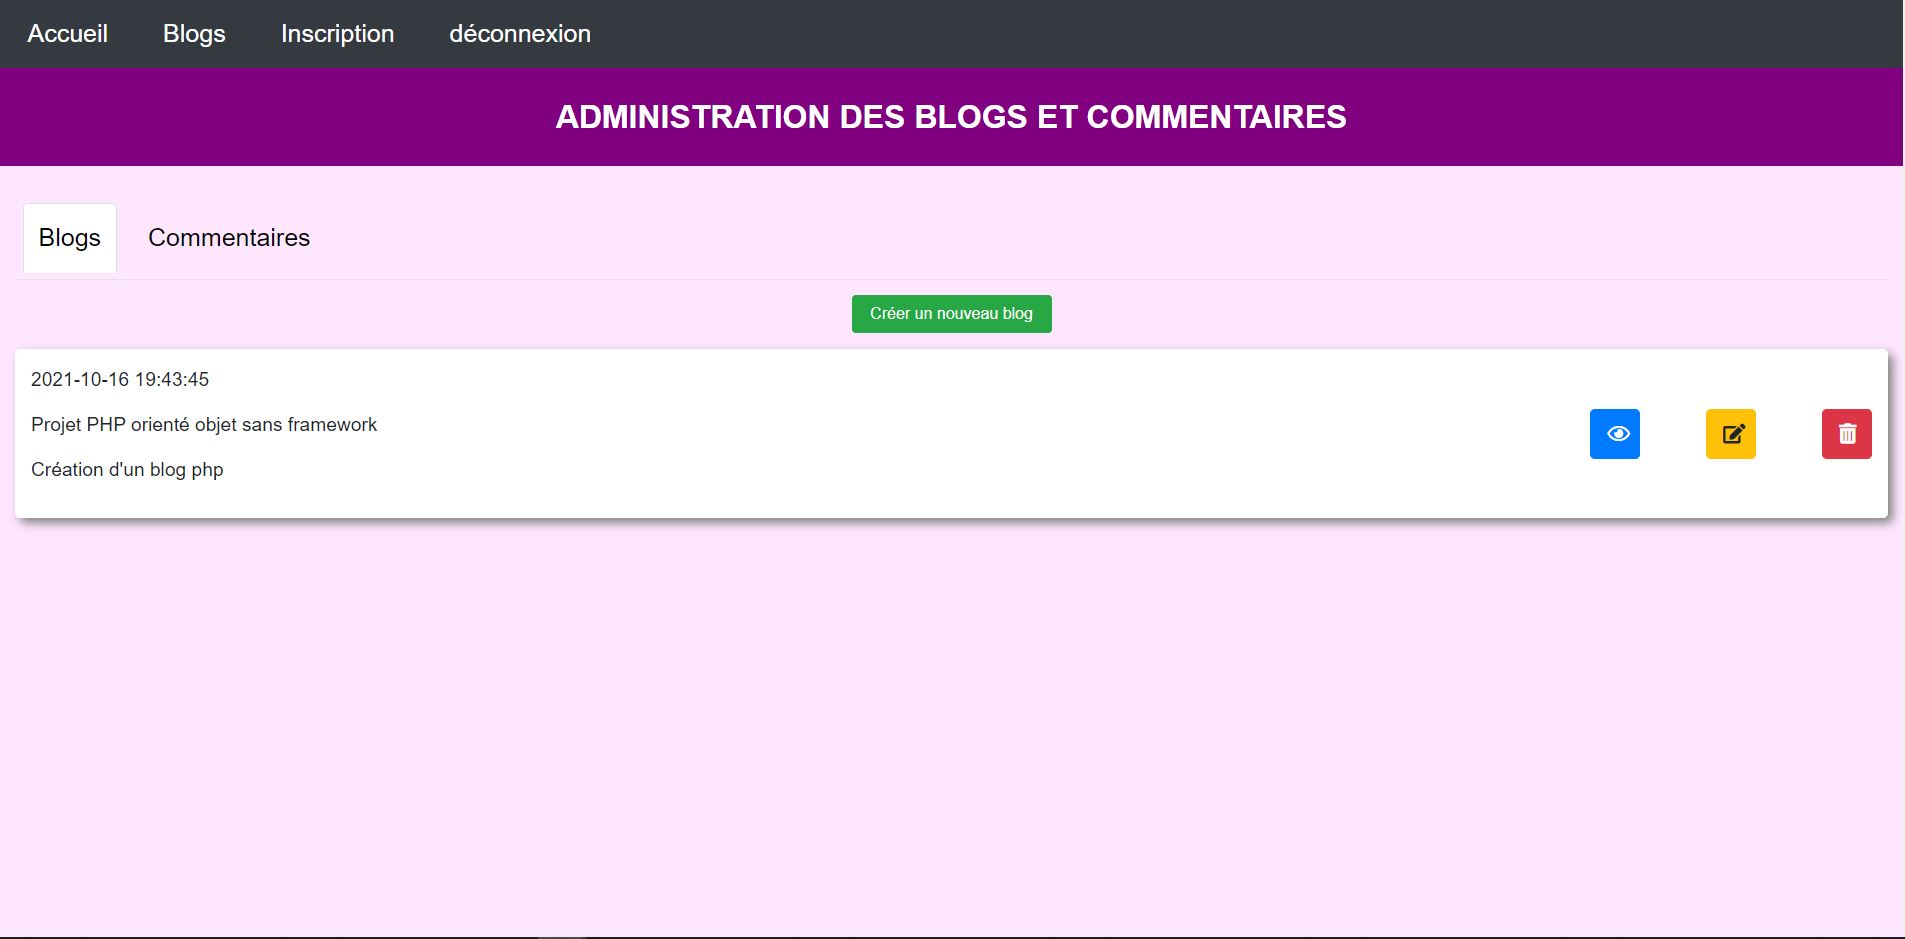 Accueil Blogs Inscription déconnexion
ADMINISTRATION DES BLOGS ET COMMENTAIRES
Blogs Commentaires
Créer un nouveau blog
2021-10-16 19:43:45
Projet PHP orienté objet sans framework
Création d'un blog php